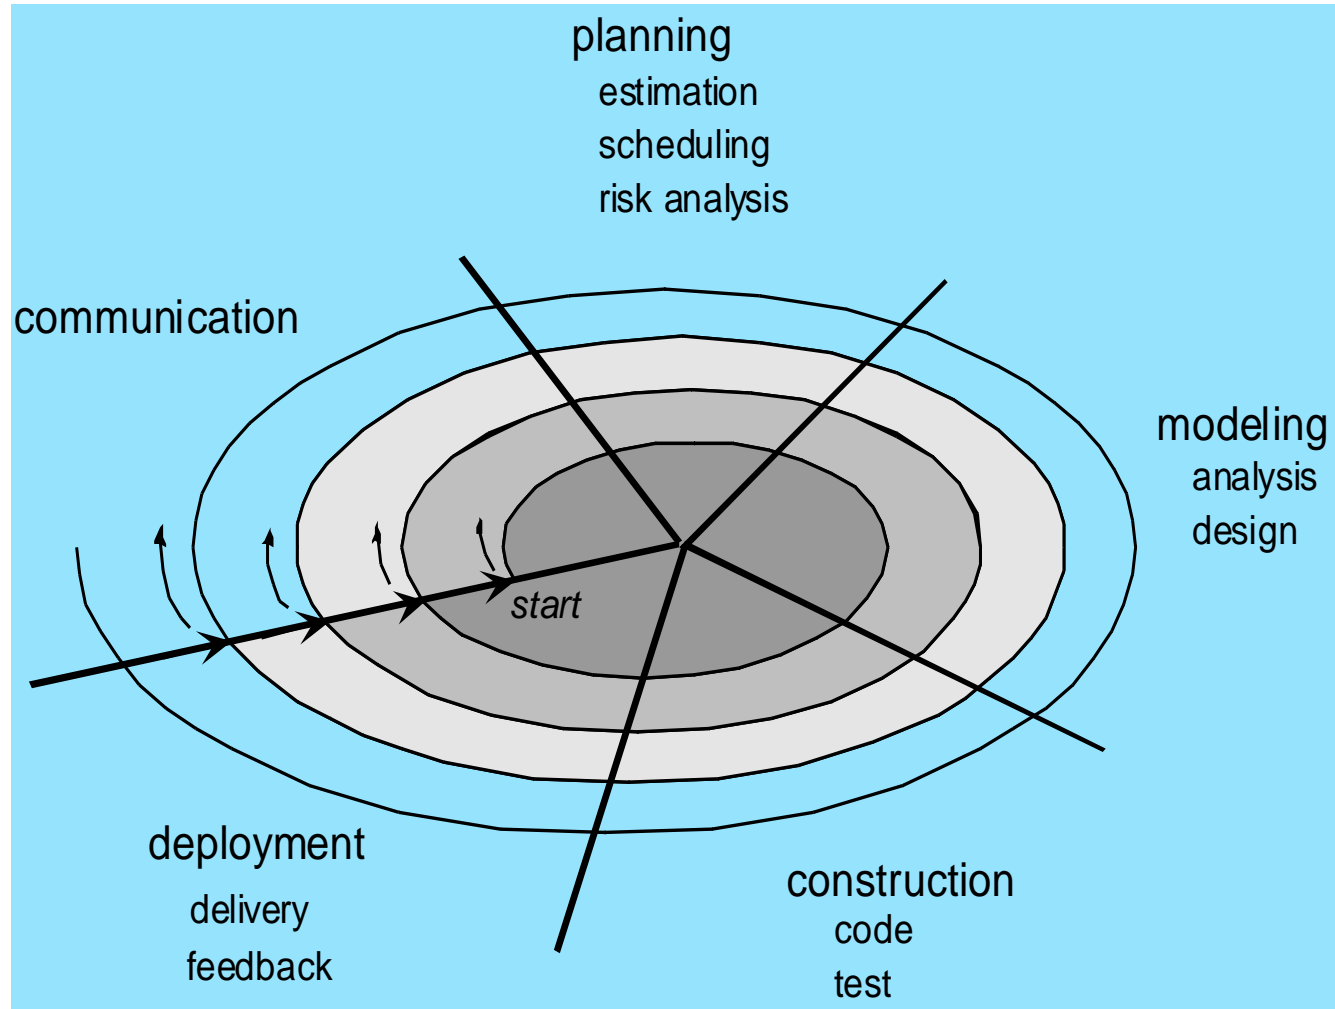 planning
estimation
scheduling
risk analysis
communication
modeling
analysis
design
start
deployment
delivery
feedback
construction
code
test